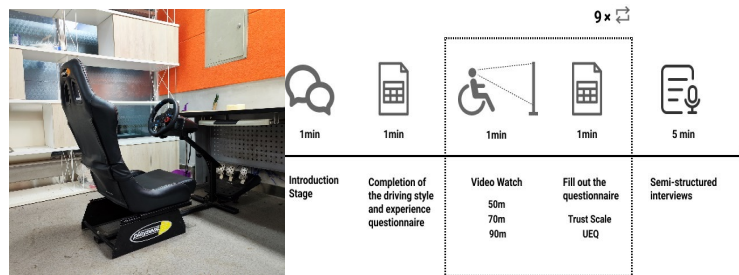 9×
1min
1min
1min
1min
5 min
Introduction
Stage
Completion of
the driving style
and experience
questionnaire
Video Watch
50m
70m
90m
Fill out the
questionnaire
Trust Scale
UEQ
Semi-structured
interviews
playseat